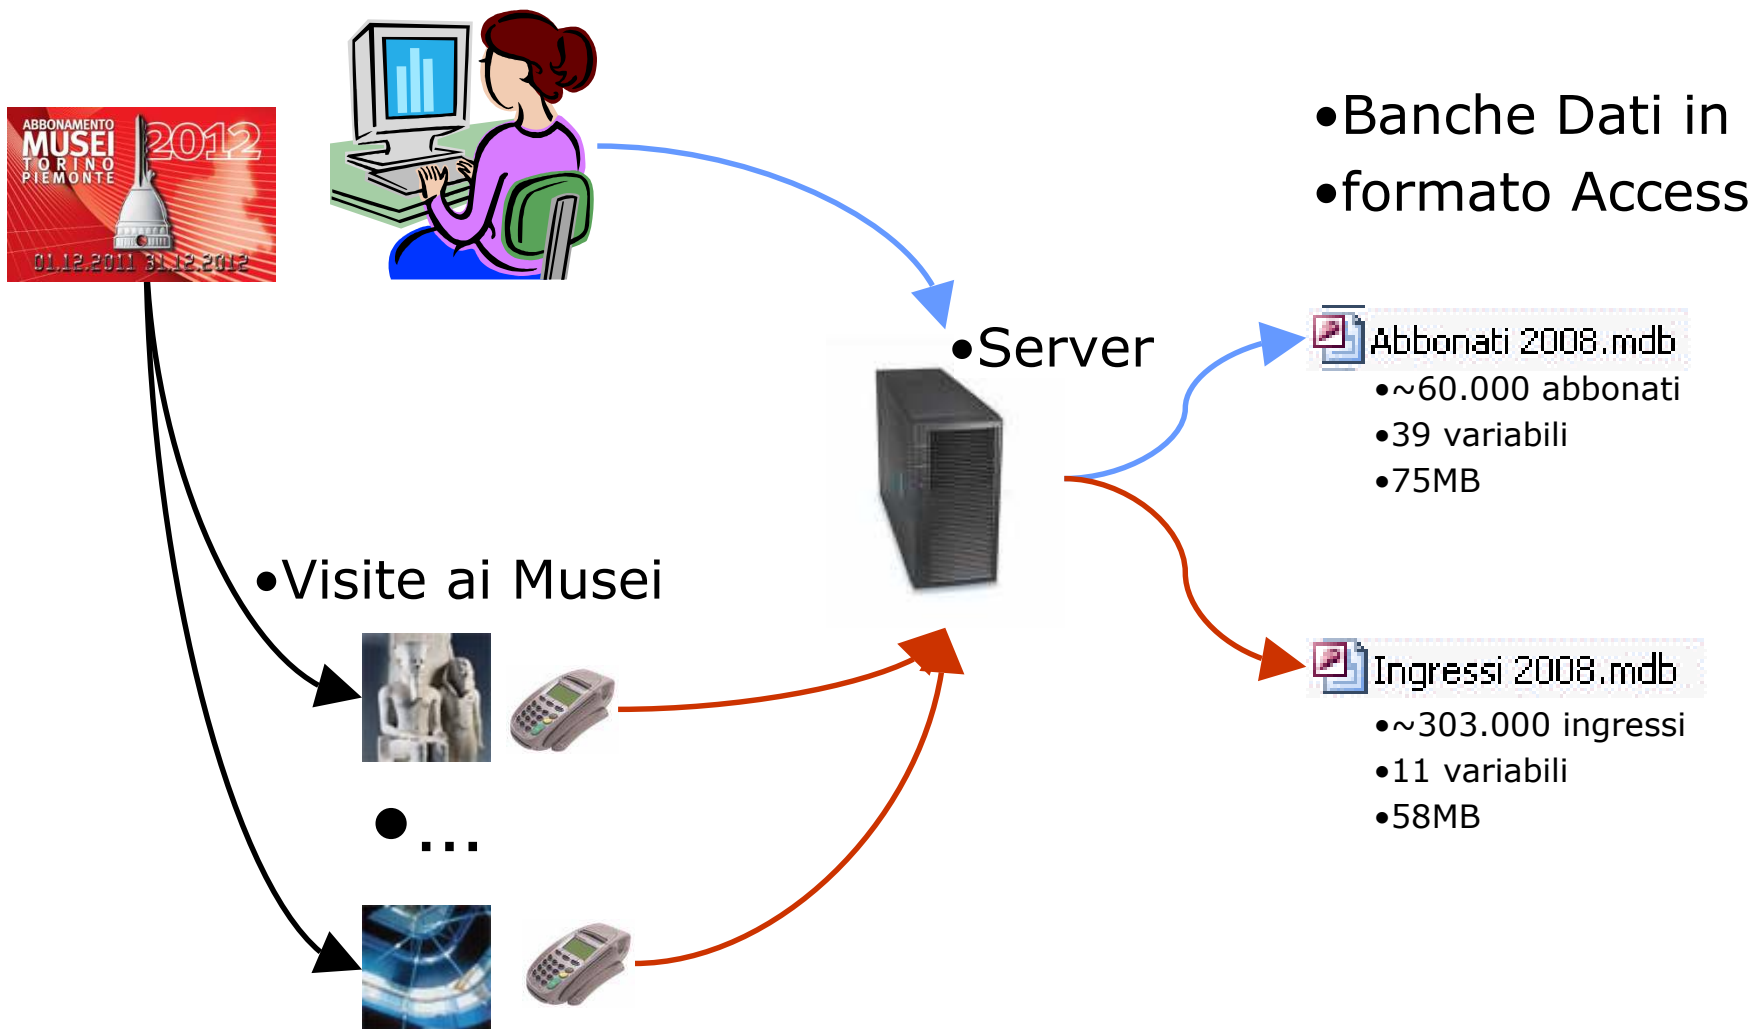 ABBONAMENTO
MUSEI
TORINO
PIEMONTE
2012
01.12.2011 31.12.2012
•Banche Dati in
•formato Access
•Server
Abbonati 2008.mdb
•~60.000 abbonati
•39 variabili
•75MB
•Visite ai Musei
Ingressi 2008.mdb
•~303.000 ingressi
•11 variabili
•58MB
•...